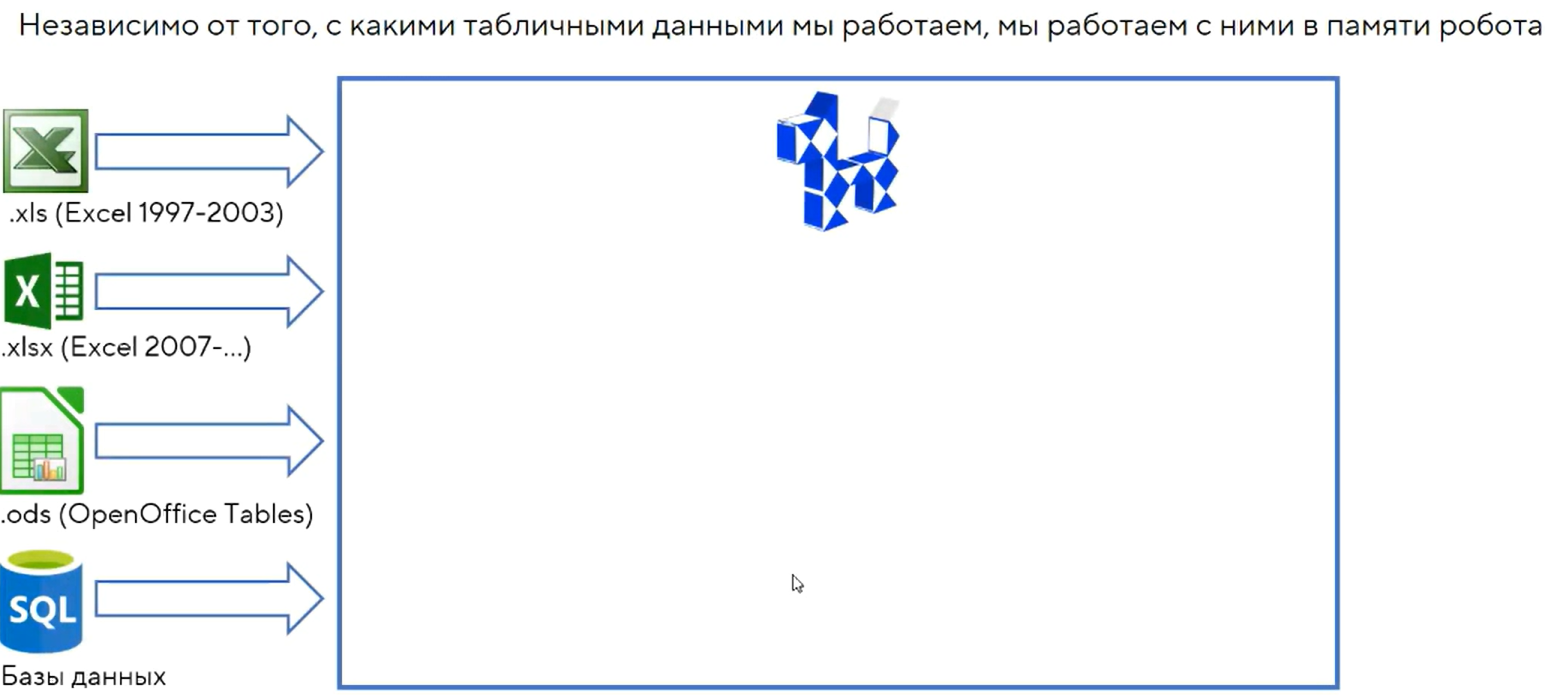 Независимо от того, с какими табличными данными мы работаем, мы работаем с ними в памяти робота
.xls (Excel 1997-2003)
X
.xlsx (Excel 2007-...)
.ods (OpenOffice Tables)
SQL
Базы данных